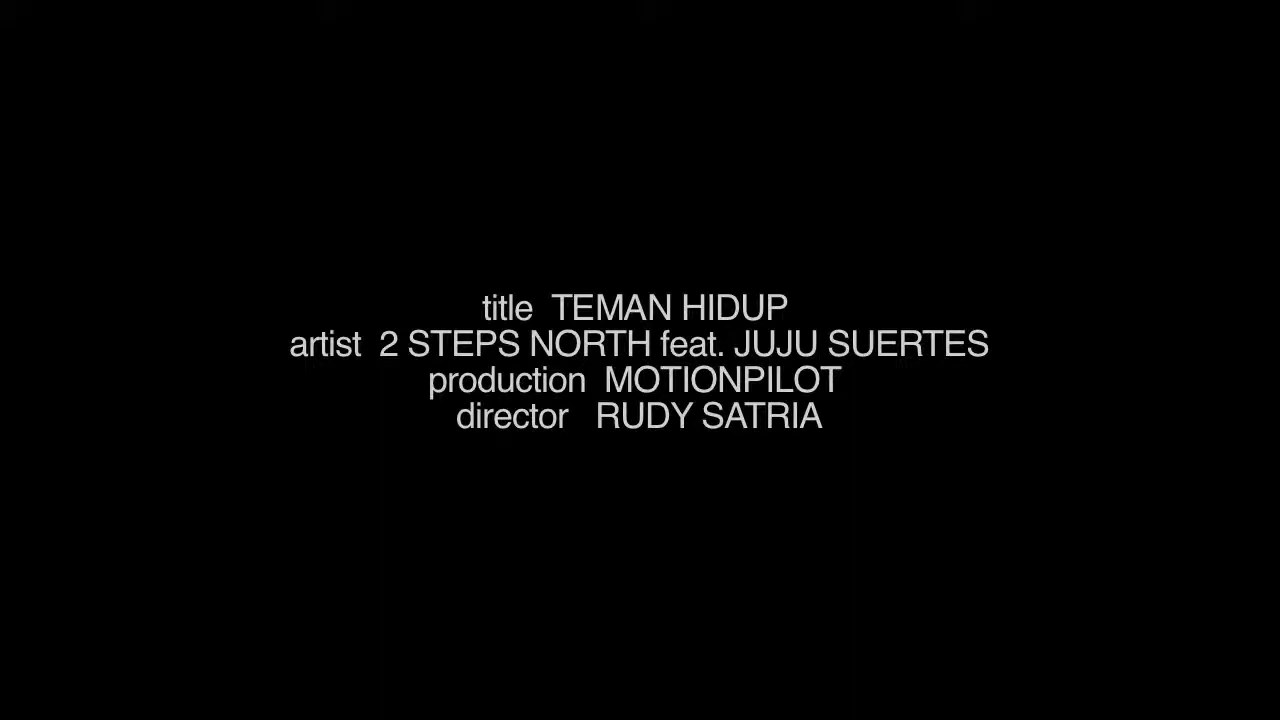 title TEMAN HIDUP
artist 2 STEPS NORTH feat. JUJU SUERTES
production MOTIONPILOT
director RUDY SATRIA